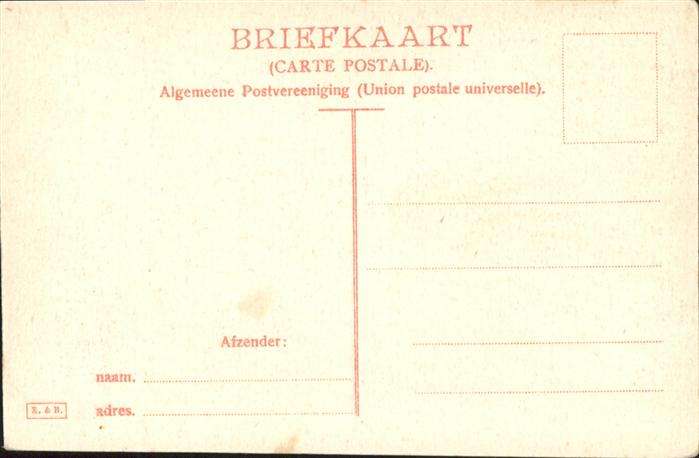 BRIEFKAART
(CARTE POSTALE).
Algemeene Postvereeniging (Union postale universelle).
Afzender:
naam.
adres.
& B.